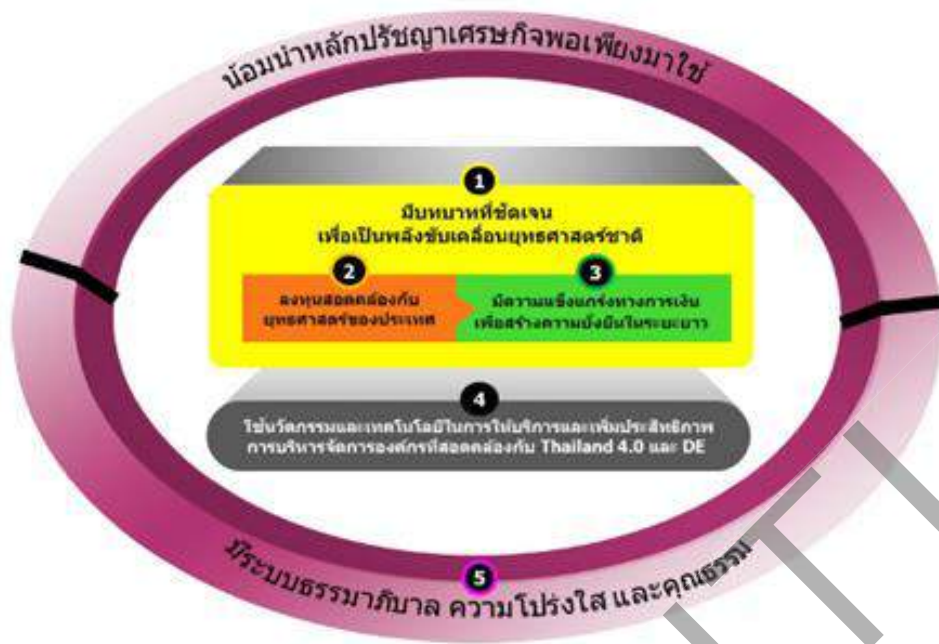 น้อมนำหลักปรัชญาเศรษฐกิจพอเพียงมาใช้
1
มีบทบาทที่ชัดเจน
เพื่อเป็นพลังขับเคลื่อนยุทธศาสตร์ชาติ
2
ลงทุนสอดคล้องกับ
ยุทธศาสตร์ของประเทศ
3
มีความแข็งแกร่งทางการเงิน
เพื่อสร้างความยั่งยืนในระยะยาว
4
ใช้นวัตกรรมและเทคโนโลยีในการให้บริการและเพิ่มประสิทธิภาพ
การบริหารจัดการองค์กรที่สอดคล้องกับ Thailand 4.0 และ DE
5
มีระบบธรรมาภิบาล ความโปร่งใส และคุณธรรม